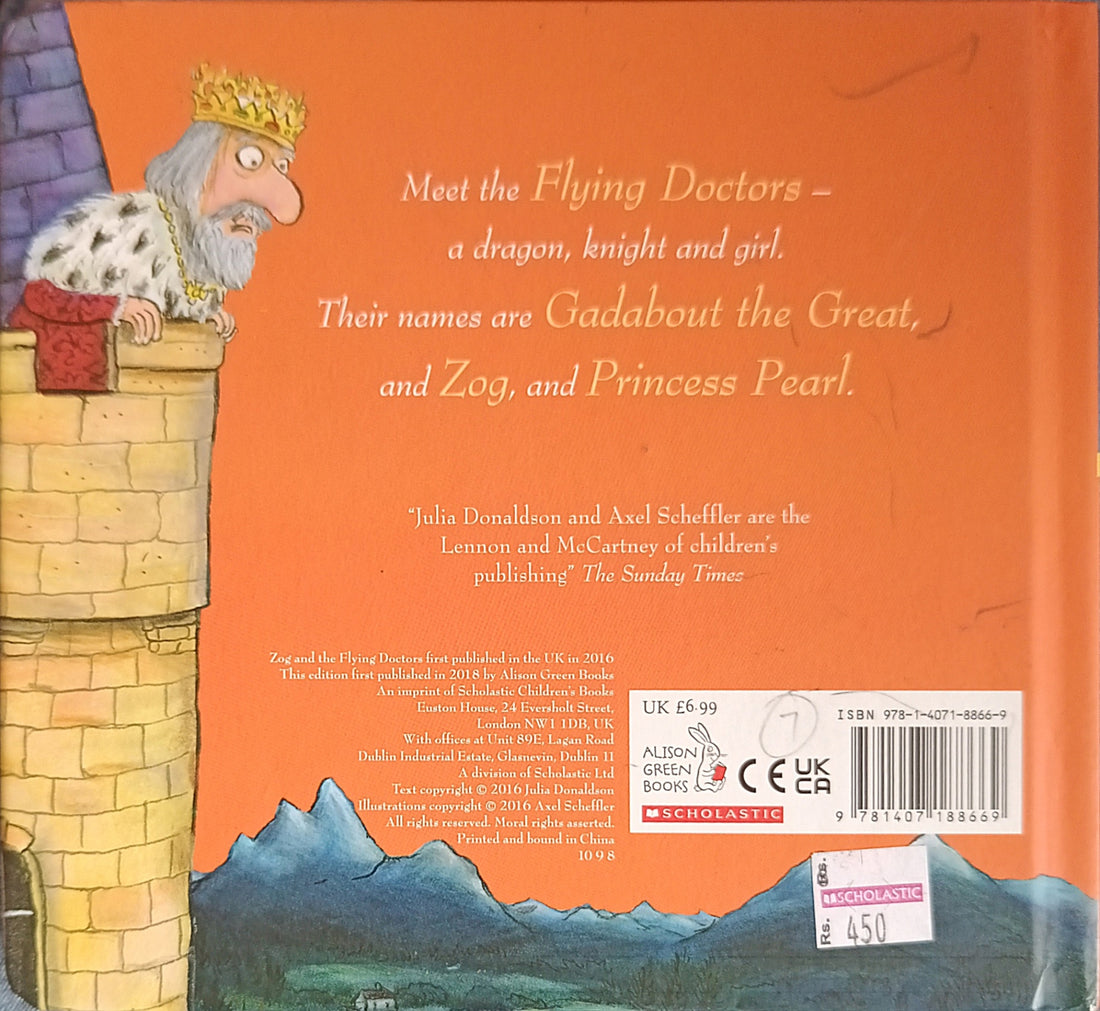 Meet the Flying Doctors –
a dragon, knight and girl.
Their names are Gadabout the Great,
and Zog, and Princess Pearl.
“Julia Donaldson and Axel Scheffler are the
Lennon and McCartney of children's
publishing” The Sunday Times
Zog and the Flying Doctors first published in the UK in 2016
This edition first published in 2018 by Alison Green Books
An imprint of Scholastic Children's Books
Euston House, 24 Eversholt Street,
London NW1 1DB, UK
With offices at Unit 89E, Lagan Road
Dublin Industrial Estate, Glasnevin, Dublin 11
A division of Scholastic Ltd
Text copyright © 2016 Julia Donaldson
Illustrations copyright © 2016 Axel Scheffler
All rights reserved. Moral rights asserted.
Printed and bound in China
10 9 8
UK £6.99
7
ISBN 978-1-4071-8866-9
ALISON
GREEN
BOOKS
CE UK
CA
SCHOLASTIC
9 781407 188669
SCHOLASTIC
Rs. 450